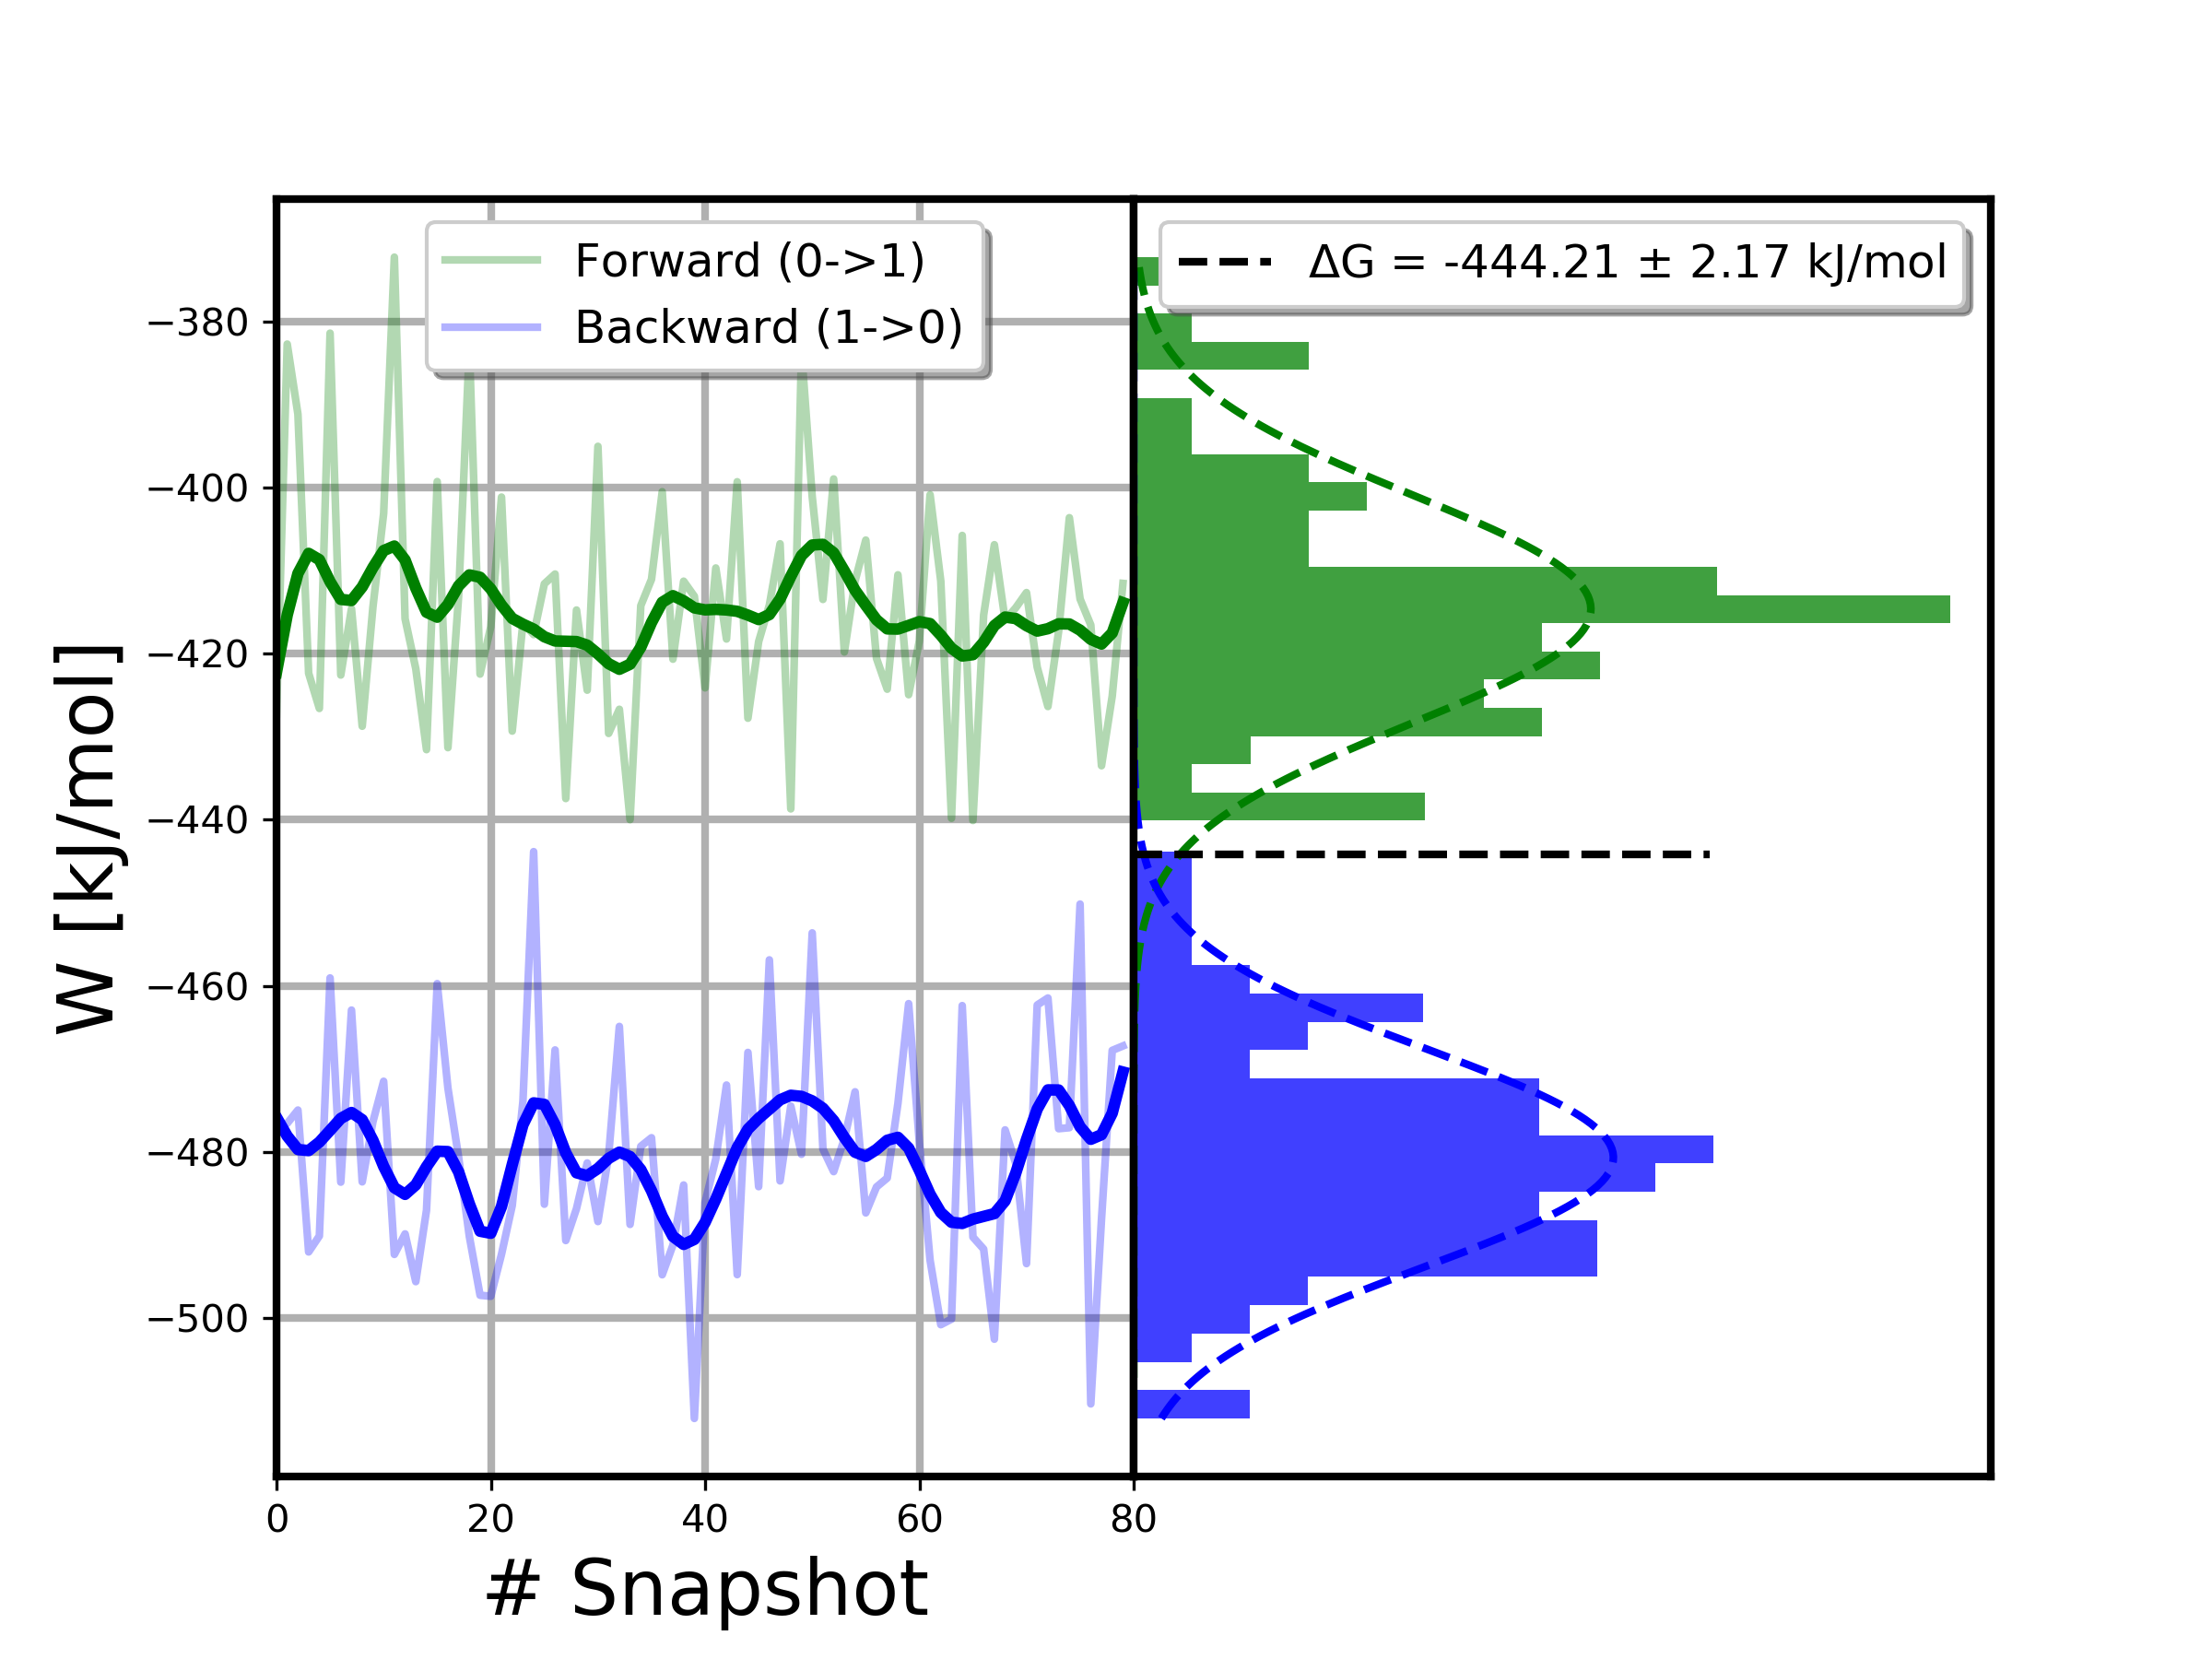 Forward (0->1)
Backward (1->0)
ΔG = -444.21 ± 2.17 kJ/mol
W [kJ/mol]
−380
−400
−420
−440
−460
−480
−500
0 20 40 60 80
# Snapshot